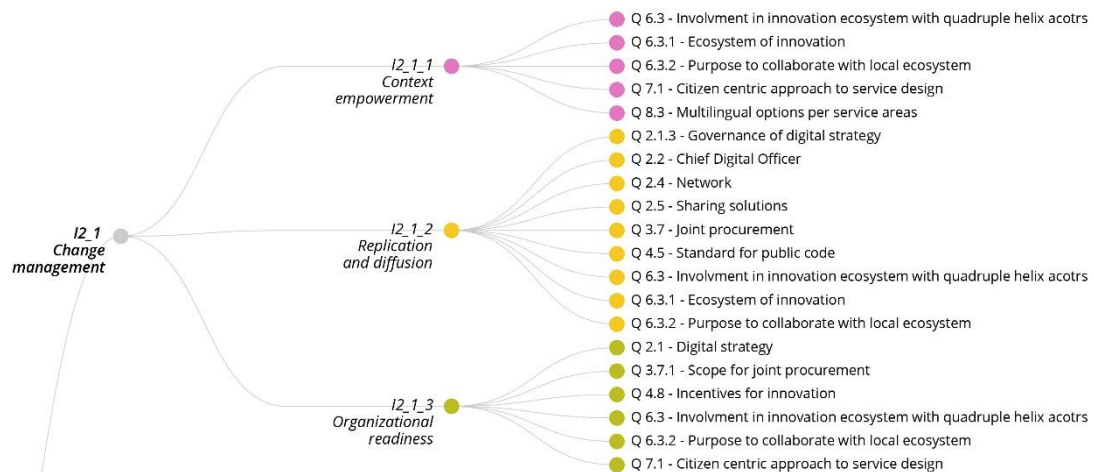 I2_1
Change
management
I2_1_1
Context
empowerment
Q 6.3 - Involvment in innovation ecosystem with quadruple helix acotrs
Q 6.3.1 - Ecosystem of innovation
Q 6.3.2 - Purpose to collaborate with local ecosystem
Q 7.1 - Citizen centric approach to service design
Q 8.3 - Multilingual options per service areas
I2_1_2
Replication
and diffusion
Q 2.1.3 - Governance of digital strategy
Q 2.2 - Chief Digital Officer
Q 2.4 - Network
Q 2.5 - Sharing solutions
Q 3.7 - Joint procurement
Q 4.5 - Standard for public code
Q 6.3 - Involvment in innovation ecosystem with quadruple helix acotrs
Q 6.3.1 - Ecosystem of innovation
Q 6.3.2 - Purpose to collaborate with local ecosystem
I2_1_3
Organizational
readiness
Q 2.1 - Digital strategy
Q 3.7.1 - Scope for joint procurement
Q 4.8 - Incentives for innovation
Q 6.3 - Involvment in innovation ecosystem with quadruple helix acotrs
Q 6.3.2 - Purpose to collaborate with local ecosystem
Q 7.1 - Citizen centric approach to service design